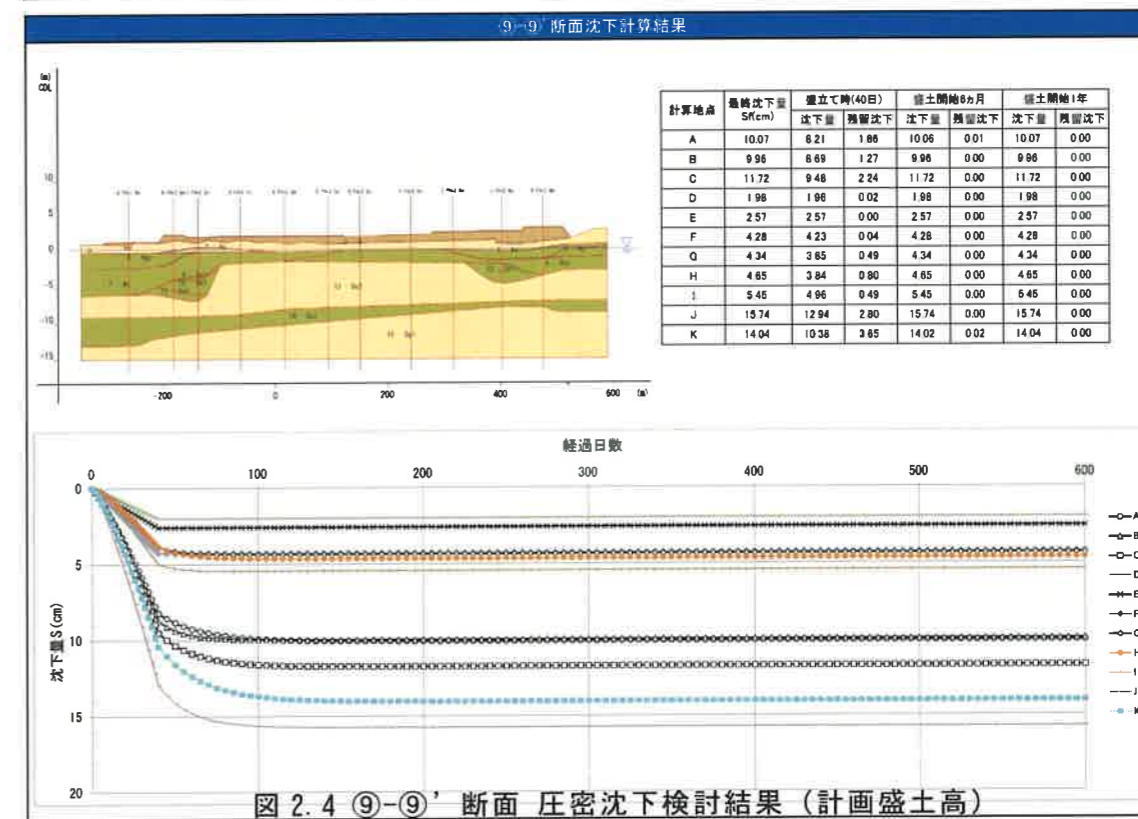 ⑨-⑨' 断面沈下計算結果
(m)
CDL
10
5
0
-5
-10
-15
-200 0 200 400 600 (m)
計算地点 最終沈下量 Sf(cm) 盛立て時(40日) 盛土開始6ヵ月 盛土開始1年
沈下量 残留沈下 沈下量 残留沈下 沈下量 残留沈下
A 10.07 8.21 1.86 10.06 0.01 10.07 0.00
B 9.96 8.69 1.27 9.96 0.00 9.96 0.00
C 11.72 9.48 2.24 11.72 0.00 11.72 0.00
D 1.98 1.96 0.02 1.98 0.00 1.98 0.00
E 2.57 2.57 0.00 2.57 0.00 2.57 0.00
F 4.28 4.23 0.04 4.28 0.00 4.28 0.00
G 4.34 3.85 0.49 4.34 0.00 4.34 0.00
H 4.65 3.84 0.80 4.65 0.00 4.65 0.00
I 5.45 4.96 0.49 5.45 0.00 5.45 0.00
J 15.74 12.94 2.80 15.74 0.00 15.74 0.00
K 14.04 10.38 3.65 14.02 0.02 14.04 0.00
経過日数
0 100 200 300 400 500 600
沈下量S(cm)
0
5
10
15
20
A
B
C
D
E
F
G
H
I
J
K
図 2.4 ⑨-⑨' 断面 圧密沈下検討結果(計画盛土高)